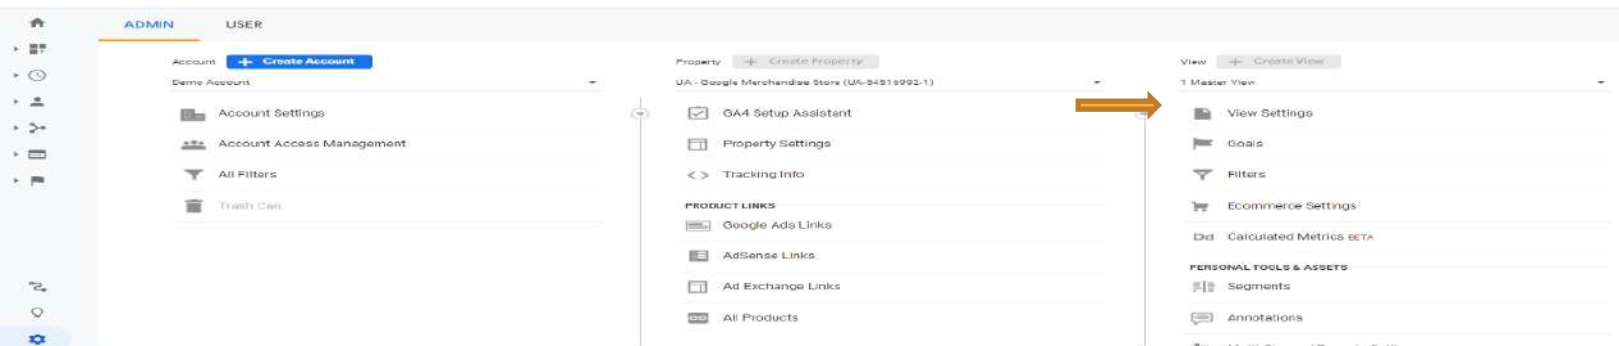 ADMIN USER
Account + Create Account
Demo Account
Account Settings
Account Access Management
All Filters
Trash Can
Property + Create Property
UA - Google Merchandise Store (UA-54516992-1)
GA4 Setup Assistant
Property Settings
<> Tracking Info
PRODUCT LINKS
Google Ads Links
AdSense Links
Ad Exchange Links
All Products
View + Create View
1 Master View
View Settings
Goals
Filters
Ecommerce Settings
Dd Calculated Metrics BETA
PERSONAL TOOLS & ASSETS
Segments
Annotations